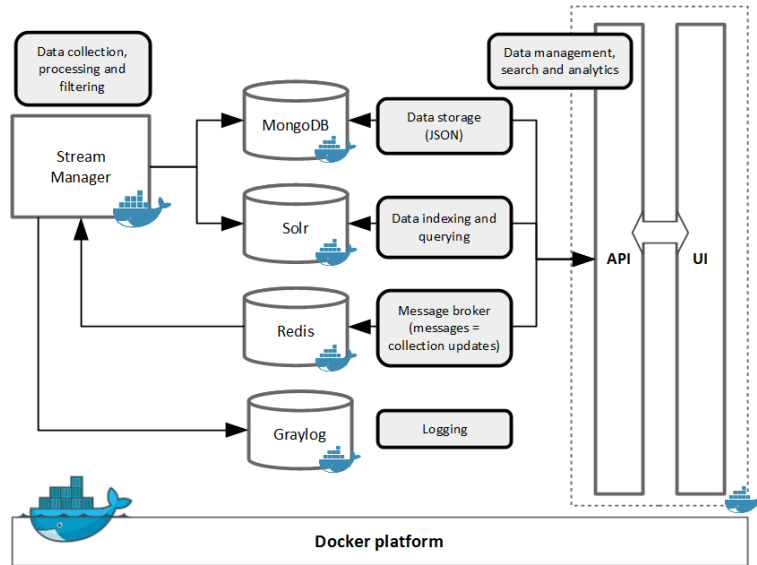 Data collection,
processing and
filtering
Data management,
search and analytics
Stream
Manager
MongoDB
Data storage
(JSON)
Solr
Data indexing and
querying
API
UI
Redis
Message broker
(messages =
collection updates)
Graylog
Logging
Docker platform